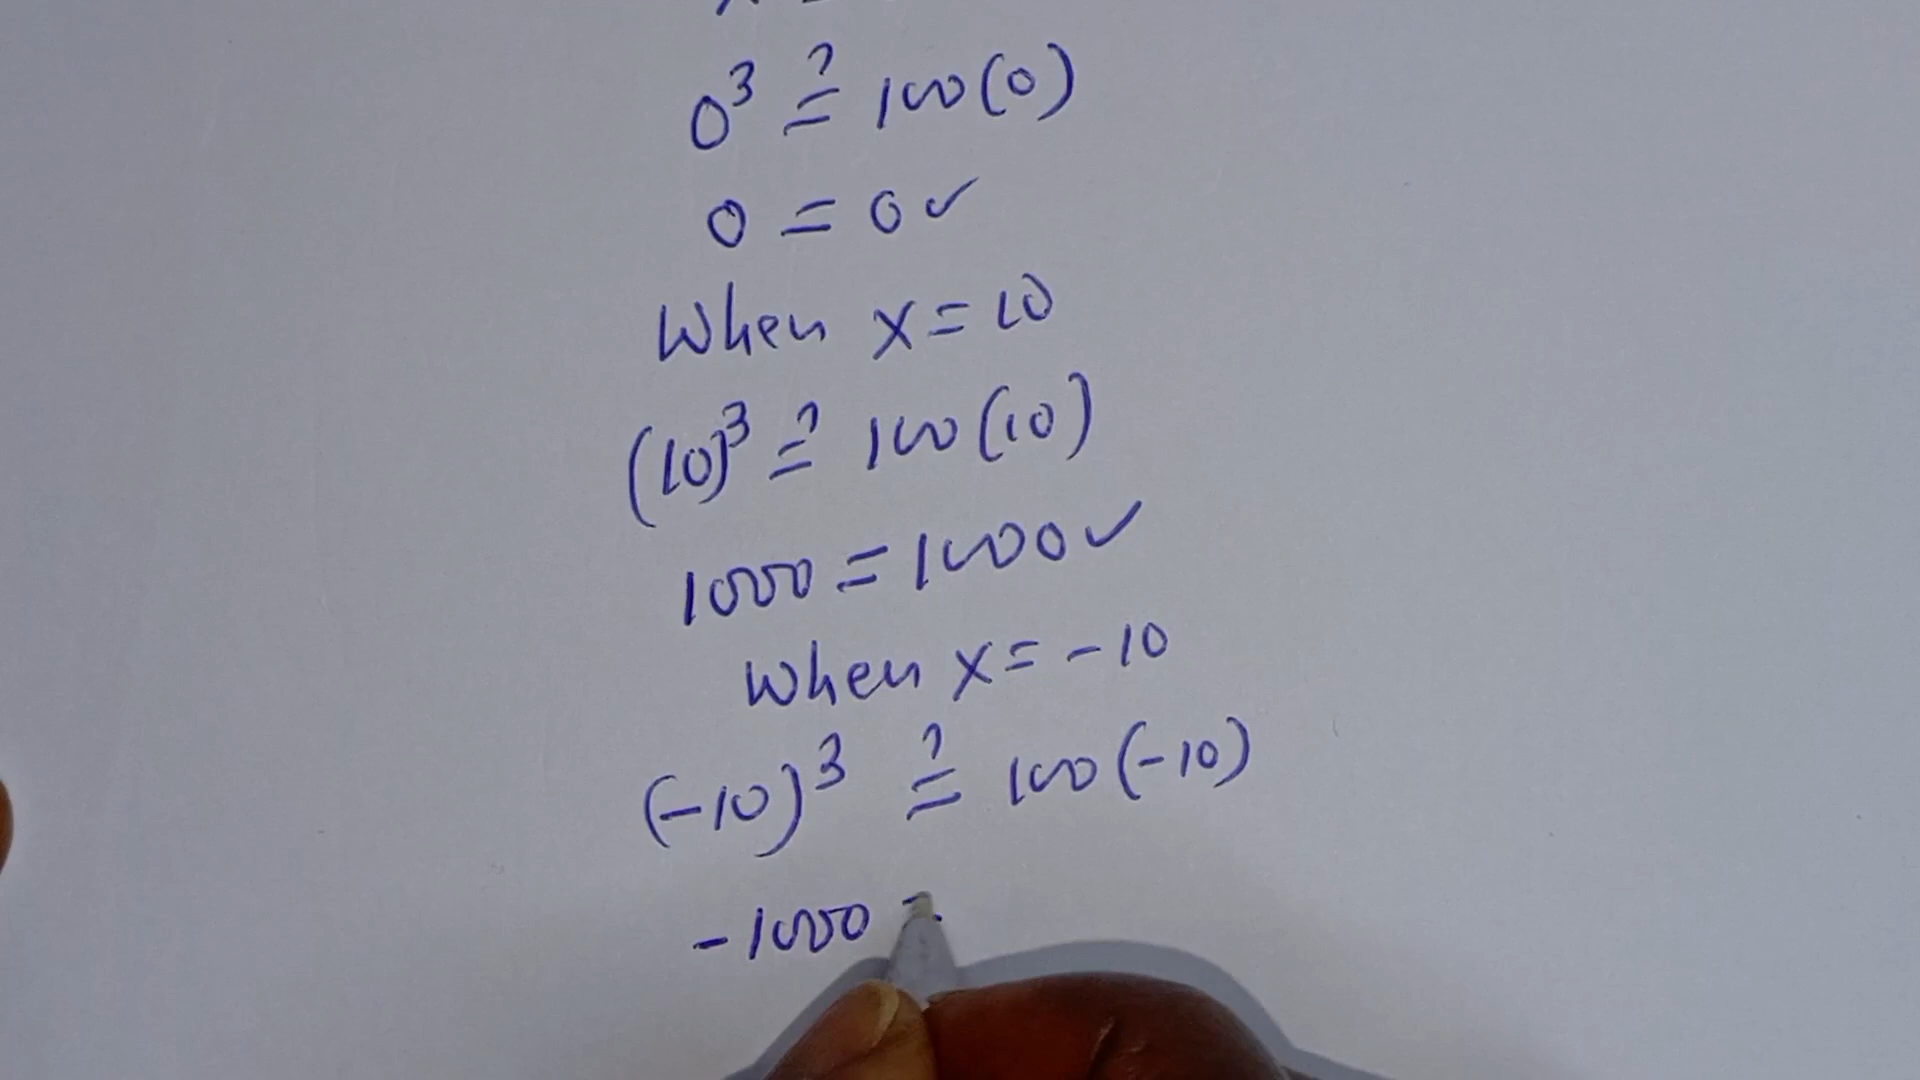 0³ ≟ 100(0)
0 = 0 ✓
When x = 10
(10)³ ≟ 100(10)
1000 = 1000 ✓
When x = -10
(-10)³ ≟ 100(-10)
-1000 =